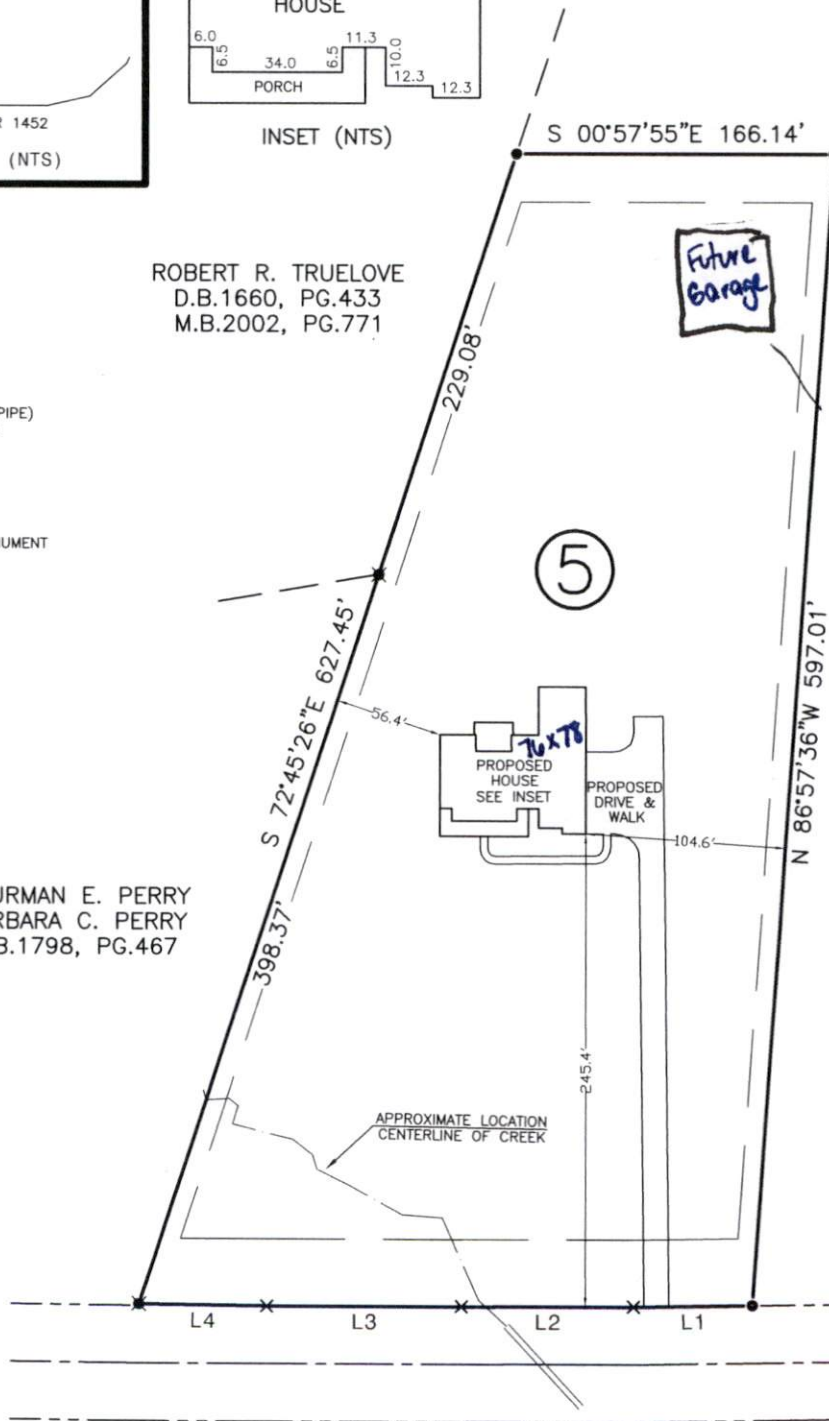 HOUSE
6.0
6.5
34.0
6.5
11.3
10.0
12.3
12.3
PORCH
INSET (NTS)
1452
(NTS)
S 00°57'55"E 166.14'
Future
Garage
ROBERT R. TRUELOVE
D.B.1660, PG.433
M.B.2002, PG.771
229.08'
PIPE)
UMENT
5
S 72°45'26"E 627.45'
N 86°57'36"W 597.01'
56.4'
76x78
PROPOSED
HOUSE
SEE INSET
PROPOSED
DRIVE &
WALK
104.6'
URMAN E. PERRY
RBARA C. PERRY
B.1798, PG.467
398.37'
245.4'
APPROXIMATE LOCATION
CENTERLINE OF CREEK
L4
L3
L2
L1